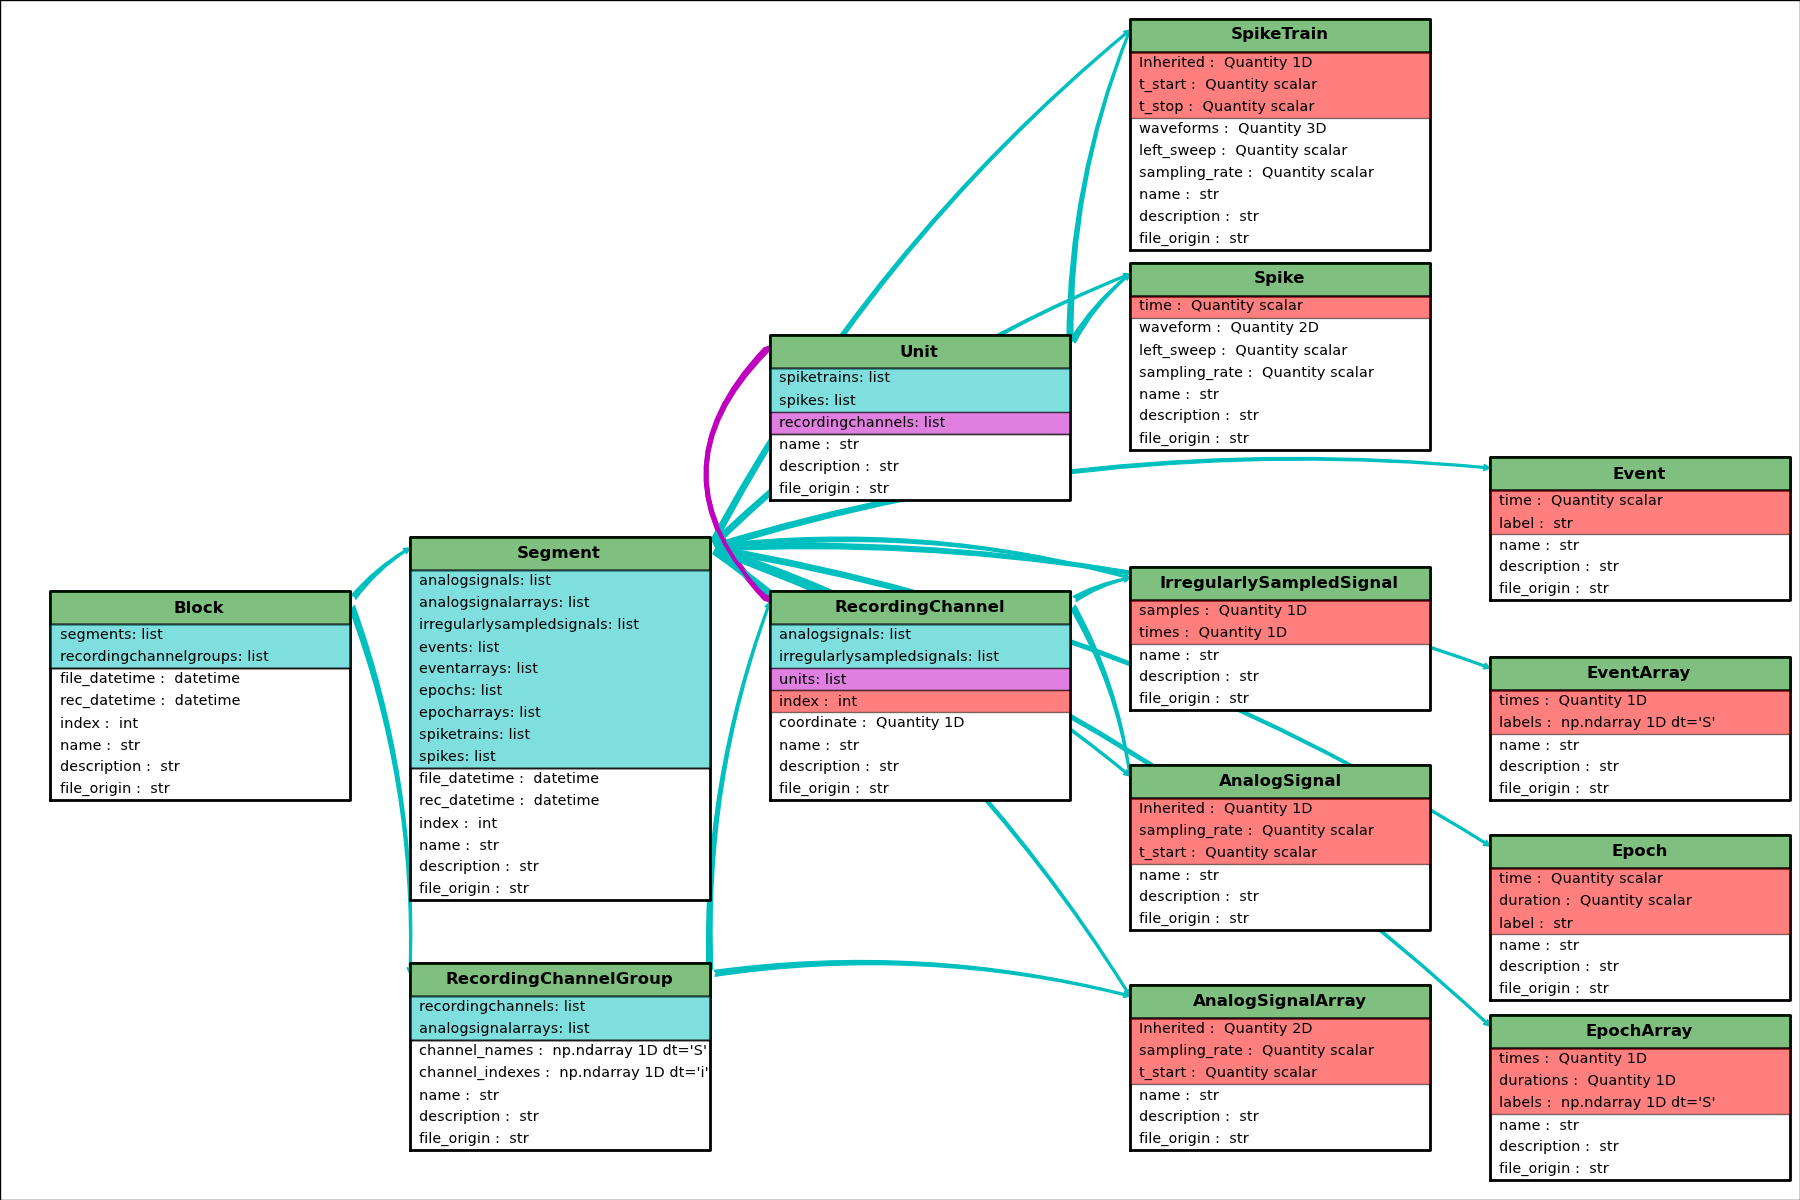 SpikeTrain
Inherited :  Quantity 1D
t_start :  Quantity scalar
t_stop :  Quantity scalar
waveforms :  Quantity 3D
left_sweep :  Quantity scalar
sampling_rate :  Quantity scalar
name :  str
description :  str
file_origin :  str
Spike
time :  Quantity scalar
waveform :  Quantity 2D
left_sweep :  Quantity scalar
sampling_rate :  Quantity scalar
name :  str
description :  str
file_origin :  str
Unit
spiketrains: list
spikes: list
recordingchannels: list
name :  str
description :  str
file_origin :  str
Event
time :  Quantity scalar
label :  str
name :  str
description :  str
file_origin :  str
Segment
analogsignals: list
analogsignalarrays: list
irregularlysampledsignals: list
events: list
eventarrays: list
epochs: list
epocharrays: list
spiketrains: list
spikes: list
file_datetime :  datetime
rec_datetime :  datetime
index :  int
name :  str
description :  str
file_origin :  str
Block
segments: list
recordingchannelgroups: list
file_datetime :  datetime
rec_datetime :  datetime
index :  int
name :  str
description :  str
file_origin :  str
RecordingChannel
analogsignals: list
irregularlysampledsignals: list
units: list
index :  int
coordinate :  Quantity 1D
name :  str
description :  str
file_origin :  str
IrregularlySampledSignal
samples :  Quantity 1D
times :  Quantity 1D
name :  str
description :  str
file_origin :  str
EventArray
times :  Quantity 1D
labels :  np.ndarray 1D dt='S'
name :  str
description :  str
file_origin :  str
AnalogSignal
Inherited :  Quantity 1D
sampling_rate :  Quantity scalar
t_start :  Quantity scalar
name :  str
description :  str
file_origin :  str
Epoch
time :  Quantity scalar
duration :  Quantity scalar
label :  str
name :  str
description :  str
file_origin :  str
RecordingChannelGroup
recordingchannels: list
analogsignalarrays: list
channel_names :  np.ndarray 1D dt='S'
channel_indexes :  np.ndarray 1D dt='i'
name :  str
description :  str
file_origin :  str
AnalogSignalArray
Inherited :  Quantity 2D
sampling_rate :  Quantity scalar
t_start :  Quantity scalar
name :  str
description :  str
file_origin :  str
EpochArray
times :  Quantity 1D
durations :  Quantity 1D
labels :  np.ndarray 1D dt='S'
name :  str
description :  str
file_origin :  str